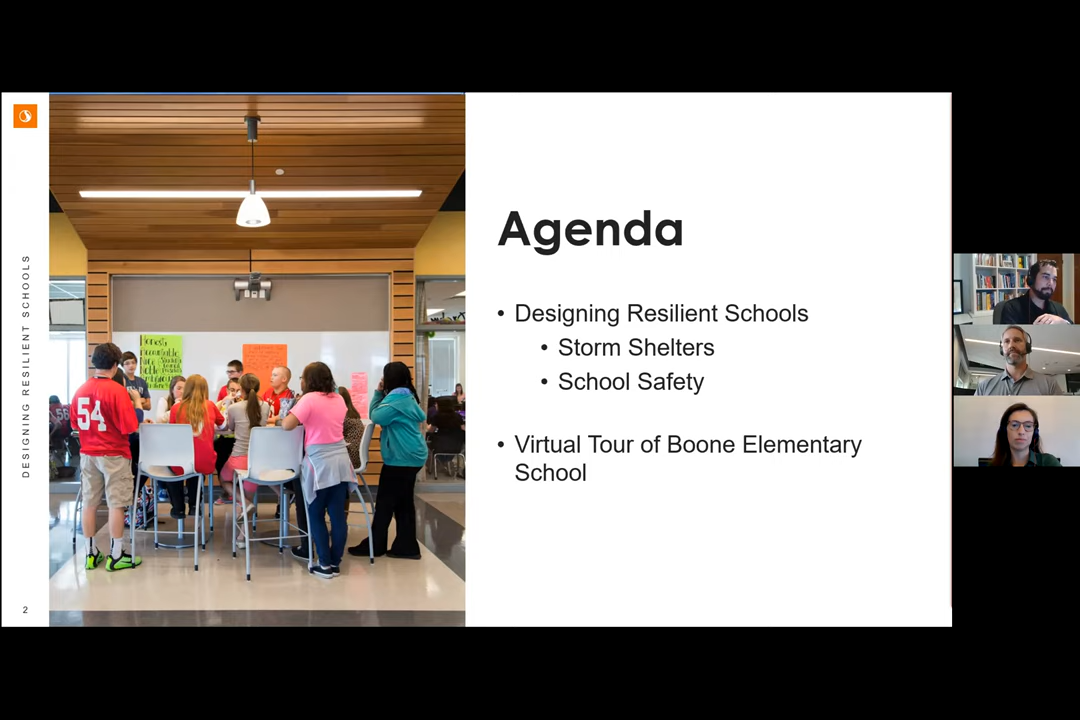 DESIGNING RESILIENT SCHOOLS
2
54
Agenda
• Designing Resilient Schools
• Storm Shelters
• School Safety
• Virtual Tour of Boone Elementary
School